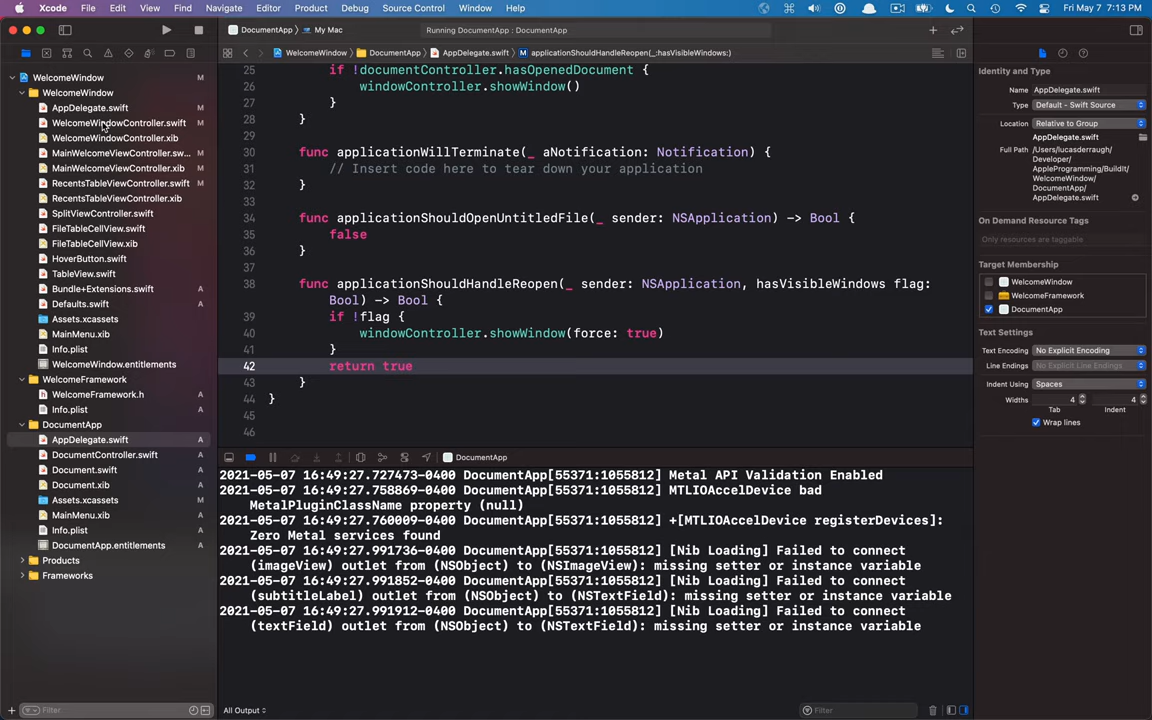 Xcode File Edit View Find Navigate Editor Product Debug Source Control Window Help Fri May 7 7:13 PM
DocumentApp My Mac Running DocumentApp : DocumentApp
WelcomeWindow DocumentApp AppDelegate.swift M applicationShouldHandleReopen(_:hasVisibleWindows:)
WelcomeWindow M
WelcomeWindow
AppDelegate.swift M
WelcomeWindowController.swift M
WelcomeWindowController.xib
MainWelcomeViewController.sw... M
MainWelcomeViewController.xib M
RecentsTableViewController.swift M
RecentsTableViewController.xib
SplitViewController.swift
FileTableCellView.swift
FileTableCellView.xib
HoverButton.swift
TableView.swift
Bundle+Extensions.swift A
Defaults.swift A
Assets.xcassets
MainMenu.xib
Info.plist
WelcomeWindow.entitlements
WelcomeFramework
WelcomeFramework.h A
Info.plist A
DocumentApp
AppDelegate.swift A
DocumentController.swift A
Document.swift A
Document.xib A
Assets.xcassets M
MainMenu.xib A
Info.plist A
DocumentApp.entitlements A
Products
Frameworks
Filter
25 if !documentController.hasOpenedDocument {
26 windowController.showWindow()
27 }
28 }
29
30 func applicationWillTerminate(_ aNotification: Notification) {
31 // Insert code here to tear down your application
32 }
33
34 func applicationShouldOpenUntitledFile(_ sender: NSApplication) -> Bool {
35 false
36 }
37
38 func applicationShouldHandleReopen(_ sender: NSApplication, hasVisibleWindows flag:
Bool) -> Bool {
39 if !flag {
40 windowController.showWindow(force: true)
41 }
42 return true
43 }
44 }
45
46
DocumentApp
2021-05-07 16:49:27.727473-0400 DocumentApp[55371:1055812] Metal API Validation Enabled
2021-05-07 16:49:27.758869-0400 DocumentApp[55371:1055812] MTLIOAccelDevice bad
MetalPluginClassName property (null)
2021-05-07 16:49:27.760009-0400 DocumentApp[55371:1055812] +[MTLIOAccelDevice registerDevices]:
Zero Metal services found
2021-05-07 16:49:27.991736-0400 DocumentApp[55371:1055812] [Nib Loading] Failed to connect
(imageView) outlet from (NSObject) to (NSImageView): missing setter or instance variable
2021-05-07 16:49:27.991852-0400 DocumentApp[55371:1055812] [Nib Loading] Failed to connect
(subtitleLabel) outlet from (NSObject) to (NSTextField): missing setter or instance variable
2021-05-07 16:49:27.991912-0400 DocumentApp[55371:1055812] [Nib Loading] Failed to connect
(textField) outlet from (NSObject) to (NSTextField): missing setter or instance variable
All Output Filter
Identity and Type
Name AppDelegate.swift
Type Default - Swift Source
Location Relative to Group
AppDelegate.swift
Full Path /Users/lucasderraugh/
Developer/
AppleProgramming/BuildIt/
WelcomeWindow/
DocumentApp/
AppDelegate.swift
On Demand Resource Tags
Only resources are taggable
Target Membership
WelcomeWindow
WelcomeFramework
DocumentApp
Text Settings
Text Encoding No Explicit Encoding
Line Endings No Explicit Line Endings
Indent Using Spaces
Widths 4 4
Tab Indent
Wrap lines